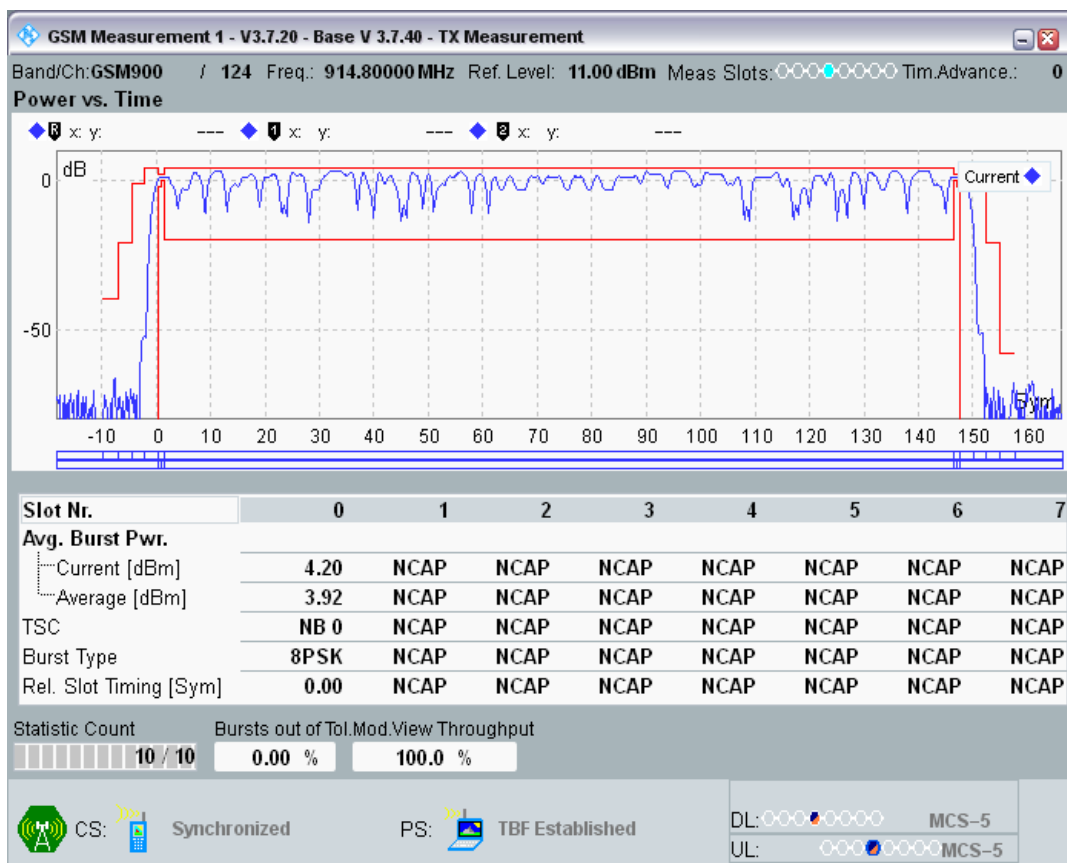 GSM Measurement 1 - V3.7.20 - Base V 3.7.40 - TX Measurement
Band/Ch:GSM900 / 124 Freq.: 914.80000 MHz Ref. Level: 11.00 dBm Meas Slots: Tim.Advance.: 0
Power vs. Time
R x: y: --- 1 x: y: --- 2 x: y: ---
dB
Current
0
-50
Sym
-10 0 10 20 30 40 50 60 70 80 90 100 110 120 130 140 150 160
Slot Nr. 0 1 2 3 4 5 6 7
Avg. Burst Pwr.
Current [dBm] 4.20 NCAP NCAP NCAP NCAP NCAP NCAP NCAP
Average [dBm] 3.92 NCAP NCAP NCAP NCAP NCAP NCAP NCAP
TSC NB 0 NCAP NCAP NCAP NCAP NCAP NCAP NCAP
Burst Type 8PSK NCAP NCAP NCAP NCAP NCAP NCAP NCAP
Rel. Slot Timing [Sym] 0.00 NCAP NCAP NCAP NCAP NCAP NCAP NCAP
Statistic Count Bursts out of Tol.Mod.View Throughput
10 / 10 0.00 % 100.0 %
CS: Synchronized PS: TBF Established
DL: MCS-5
UL: MCS-5